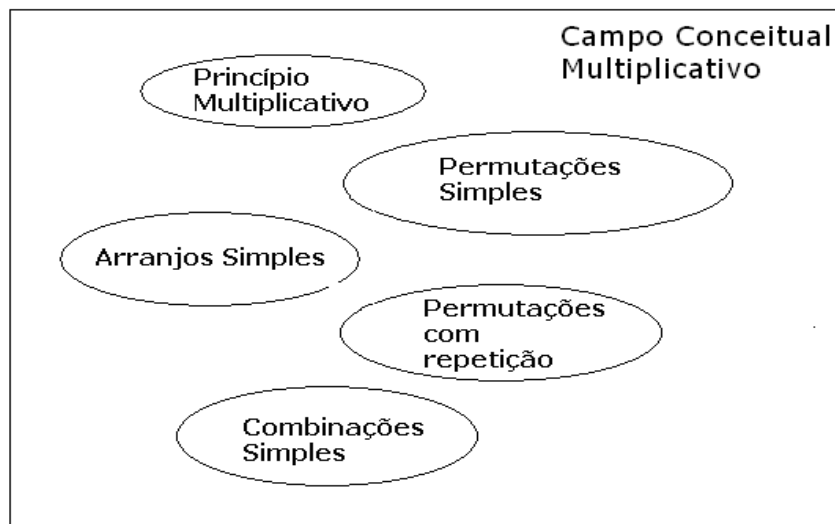 Campo Conceitual
Multiplicativo
Princípio
Multiplicativo
Permutações
Simples
Arranjos Simples
Permutações
com
repetição
Combinações
Simples